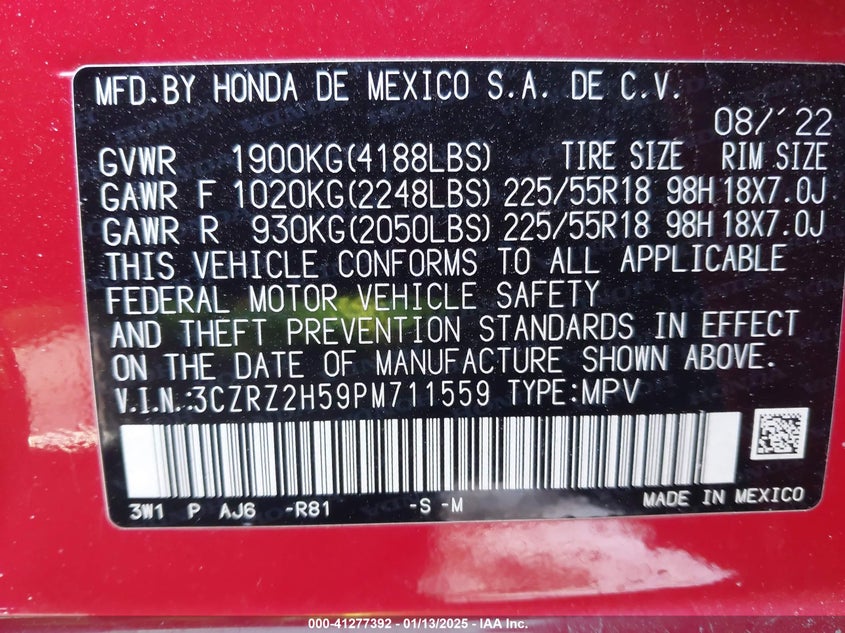 MFD.BY HONDA DE MEXICO S.A. DE C.V.
08/'22
GVWR 1900KG(4188LBS) TIRE SIZE RIM SIZE
GAWR F 1020KG(2248LBS) 225/55R18 98H 18X7.0J
GAWR R 930KG(2050LBS) 225/55R18 98H 18X7.0J
THIS VEHICLE CONFORMS TO ALL APPLICABLE
FEDERAL MOTOR VEHICLE SAFETY
AND THEFT PREVENTION STANDARDS IN EFFECT
ON THE DATE OF MANUFACTURE SHOWN ABOVE.
V.I.N.:3CZRZ2H59PM711559 TYPE:MPV
3W1 P AJ6 -R81 -S -M
MADE IN MEXICO
000-41277392 - 01/13/2025 - IAA Inc.